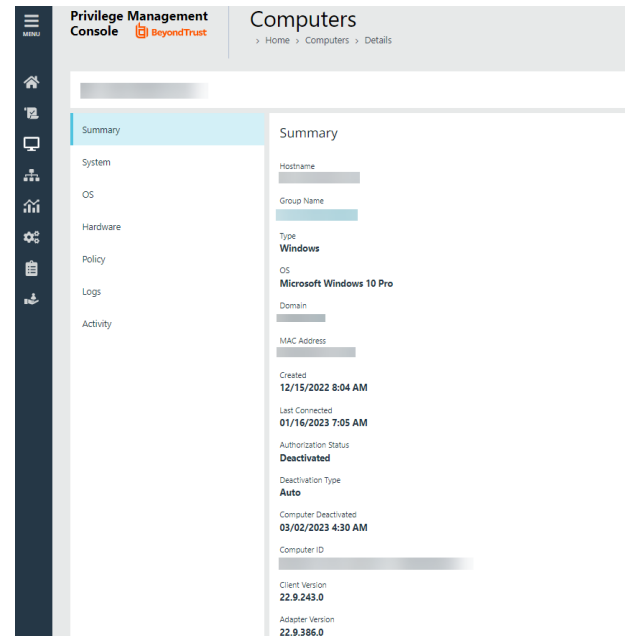 MENU
Privilege Management
Console BeyondTrust
Computers
> Home > Computers > Details
Summary
System
OS
Hardware
Policy
Logs
Activity
Summary
Hostname
Group Name
Type
Windows
OS
Microsoft Windows 10 Pro
Domain
MAC Address
Created
12/15/2022 8:04 AM
Last Connected
01/16/2023 7:05 AM
Authorization Status
Deactivated
Deactivation Type
Auto
Computer Deactivated
03/02/2023 4:30 AM
Computer ID
Client Version
22.9.243.0
Adapter Version
22.9.386.0